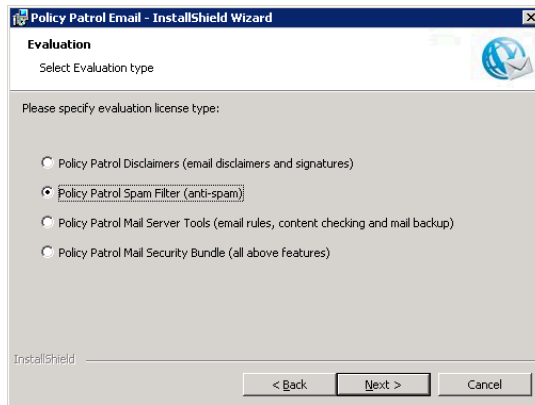 Policy Patrol Email - InstallShield Wizard
Evaluation
Select Evaluation type
Please specify evaluation license type:
Policy Patrol Disclaimers (email disclaimers and signatures)
Policy Patrol Spam Filter (anti-spam)
Policy Patrol Mail Server Tools (email rules, content checking and mail backup)
Policy Patrol Mail Security Bundle (all above features)
InstallShield
< Back
Next >
Cancel